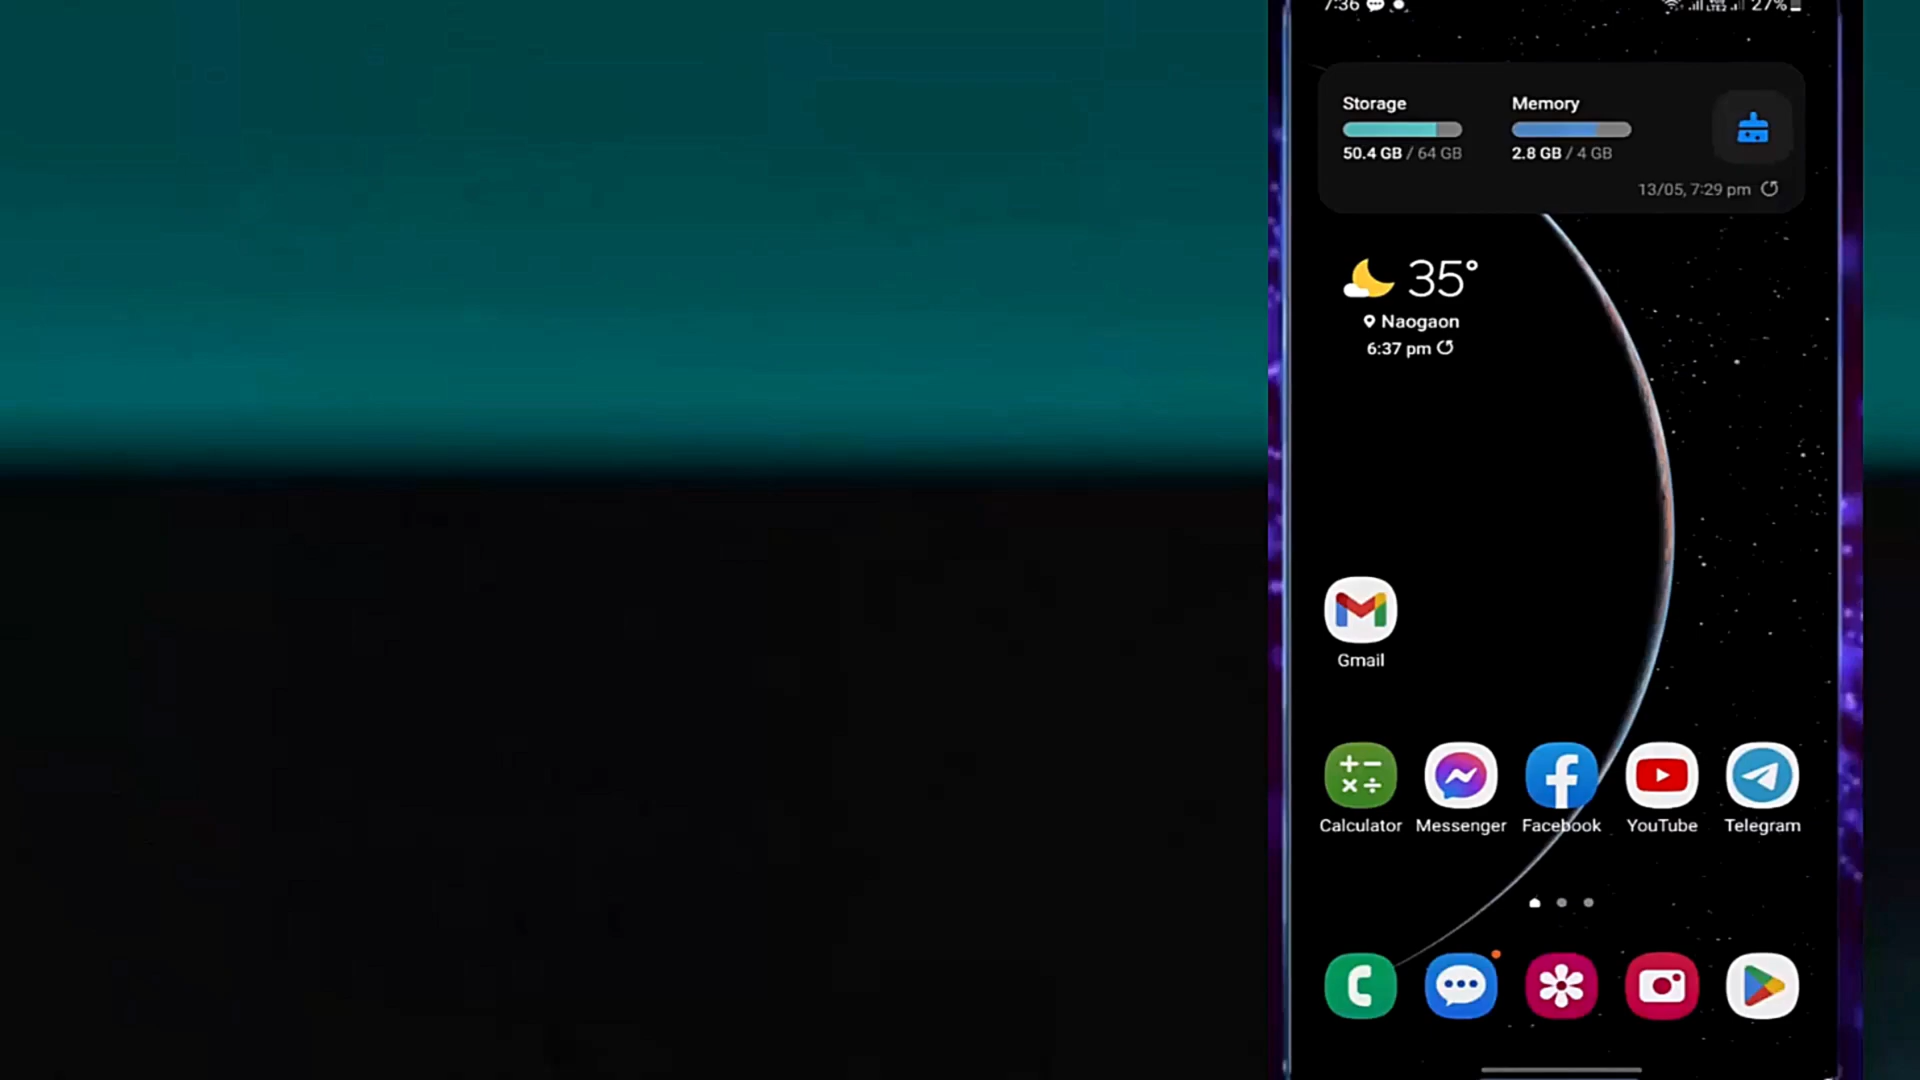 7:36 27%
Storage Memory
50.4 GB / 64 GB 2.8 GB / 4 GB
13/05, 7:29 pm
35°
Naogaon
6:37 pm
Gmail
Calculator Messenger Facebook YouTube Telegram